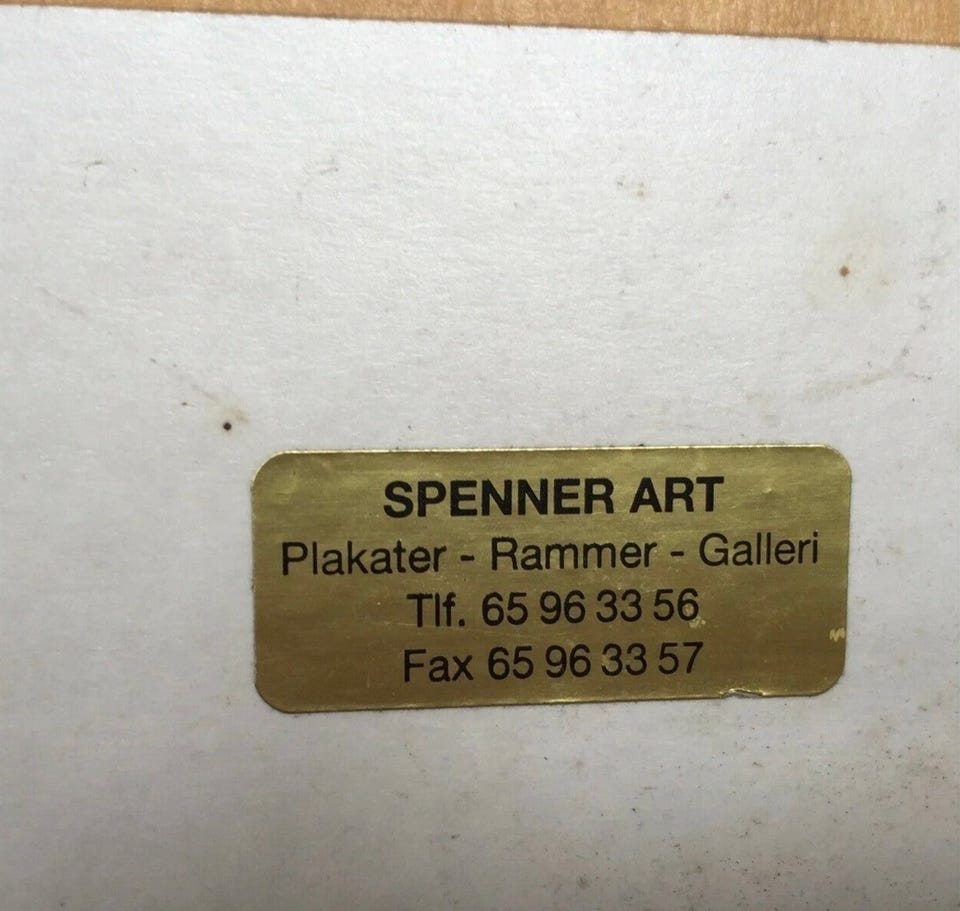 SPENNER ART
Plakater - Rammer - Galleri
Tlf. 65 96 33 56
Fax 65 96 33 57